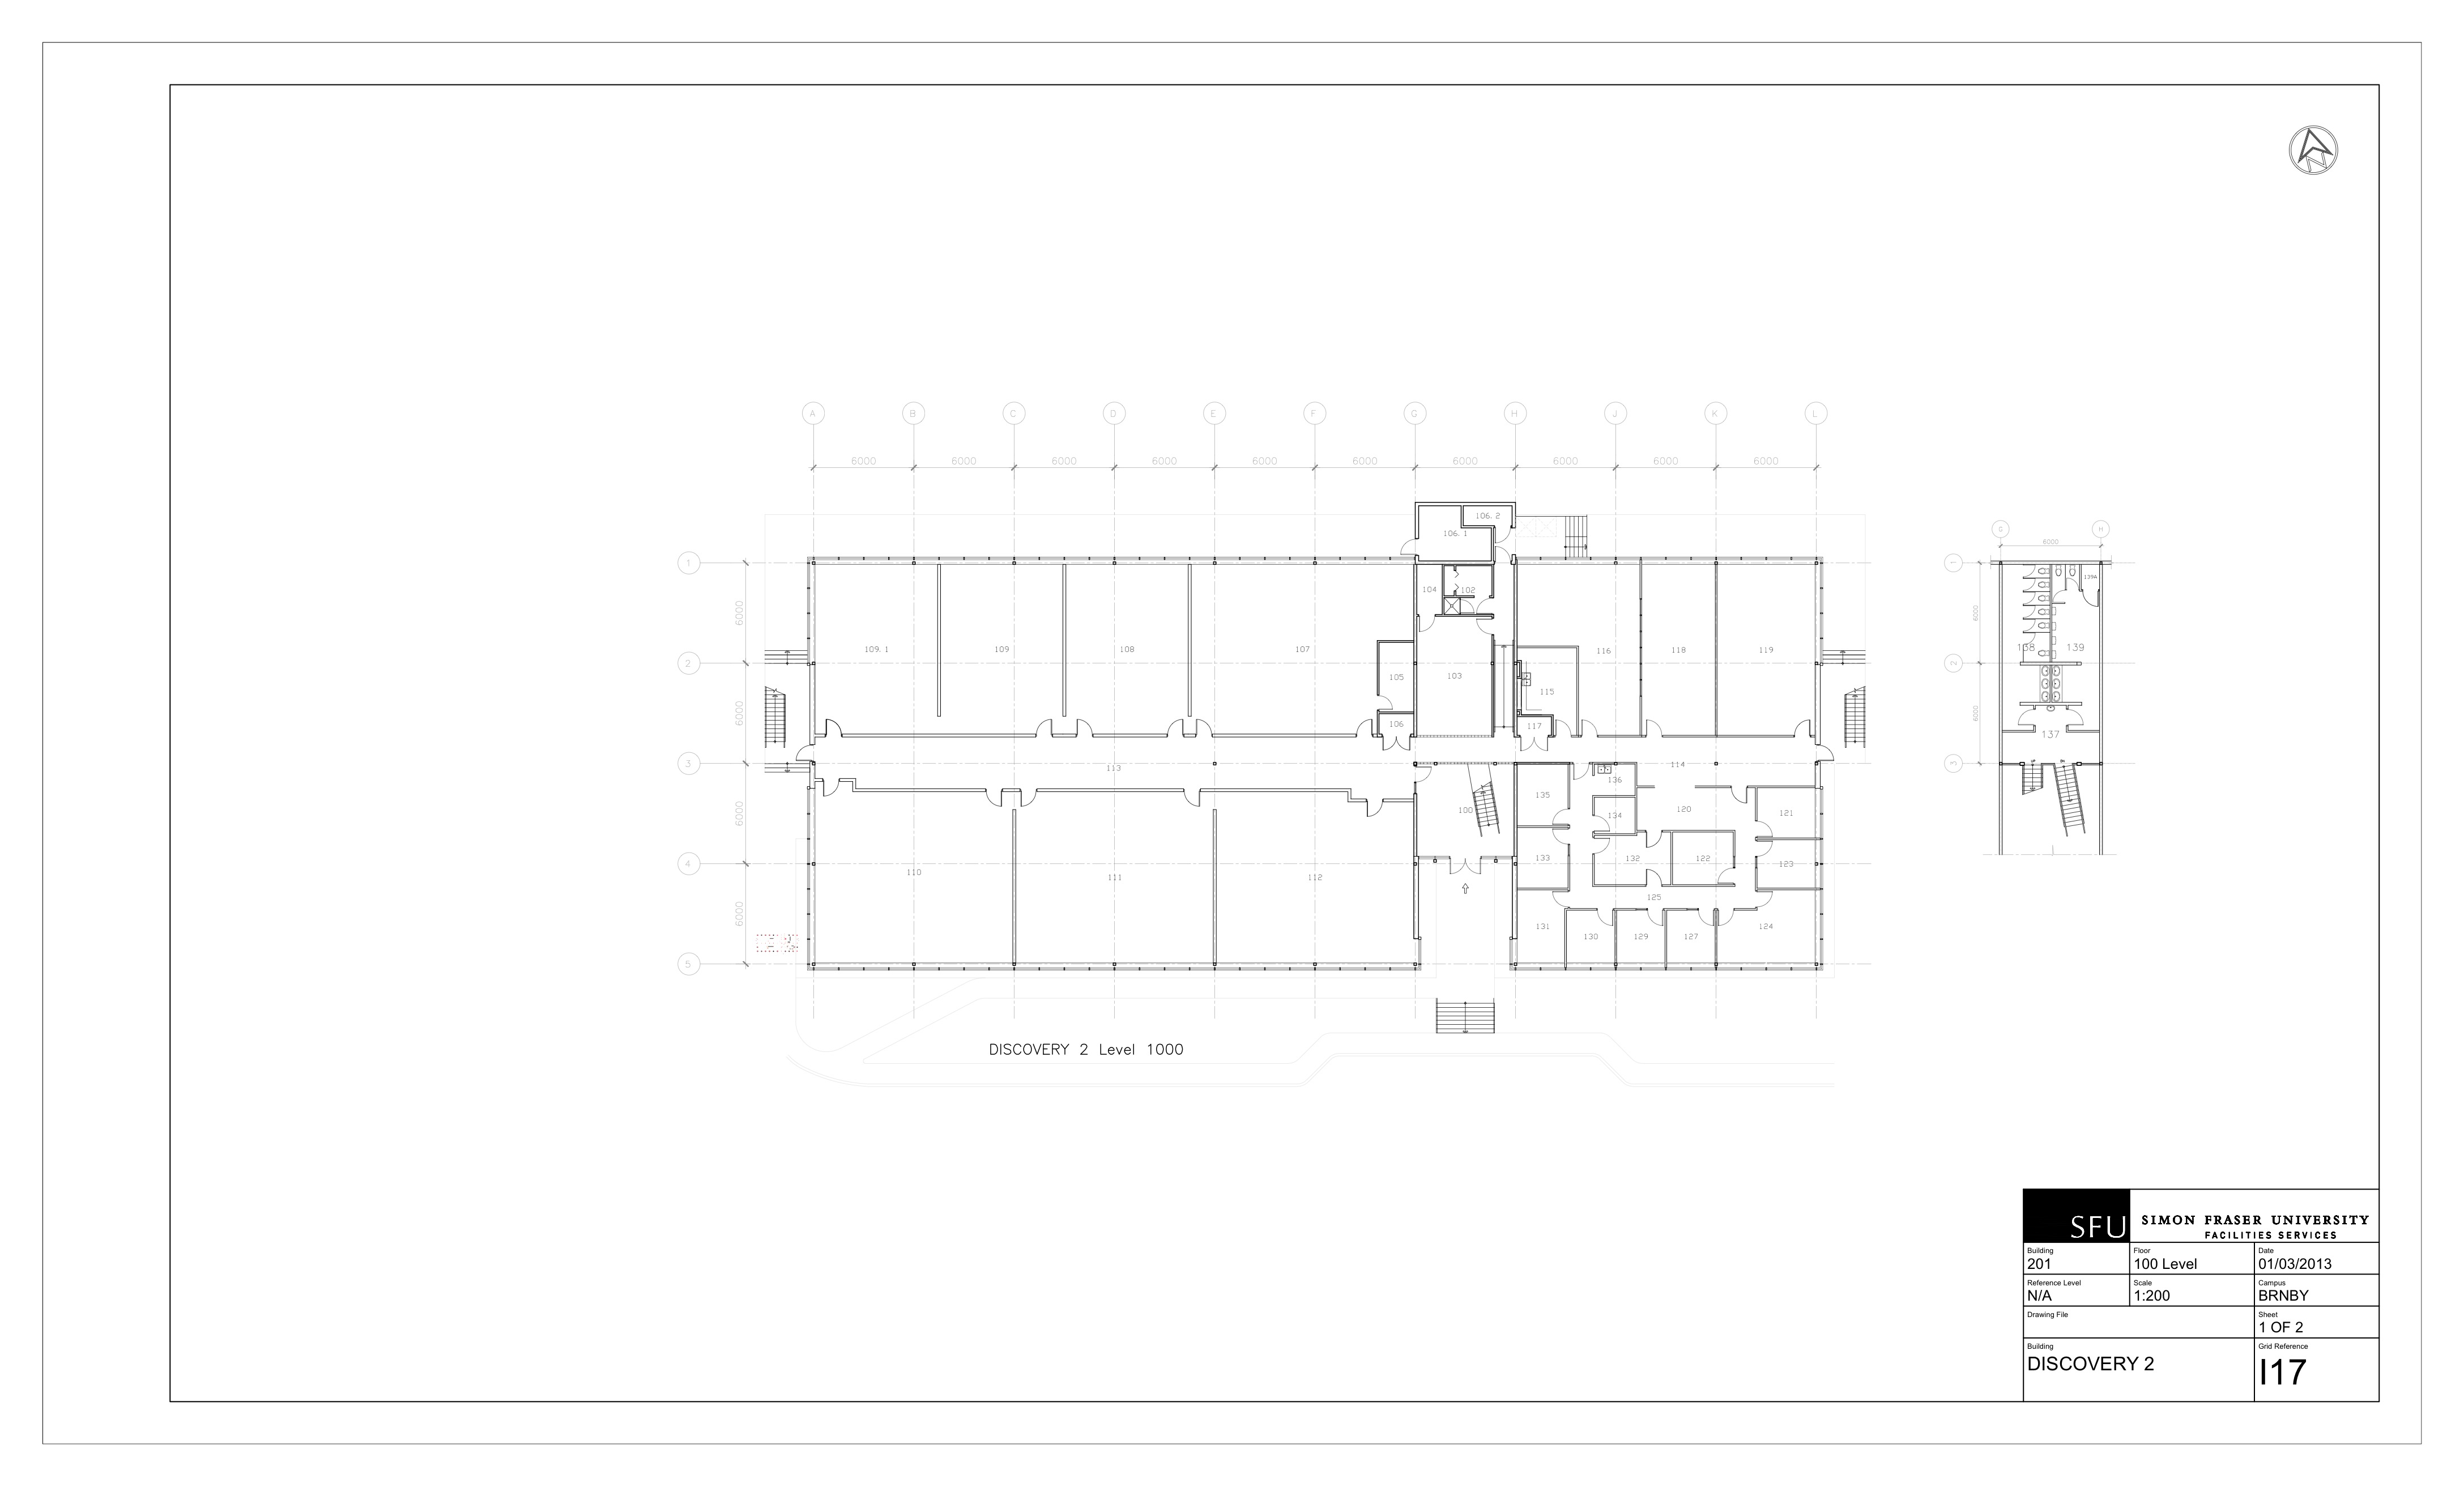 A B C D E F G H J K L
6000 6000 6000 6000 6000 6000 6000 6000 6000 6000
106. 2
106. 1
G H
6000
1
1
104 102
139A
6000
6000
109. 1 109 108 107 116 118 119
138 139
2
2
105 103
115
106 117
6000
6000
137
3
3
113 114
136
135
120
121
100
134
6000
4
133 132 122 123
110
111 112
125
131 124
130 129 127
6000
5
DISCOVERY 2 Level 1000
SFU
SIMON FRASER UNIVERSITY
FACILITIES SERVICES
Building Floor Date
201 100 Level 01/03/2013
Reference Level Scale Campus
N/A 1:200 BRNBY
Drawing File Sheet
1 OF 2
Building Grid Reference
DISCOVERY 2 I17